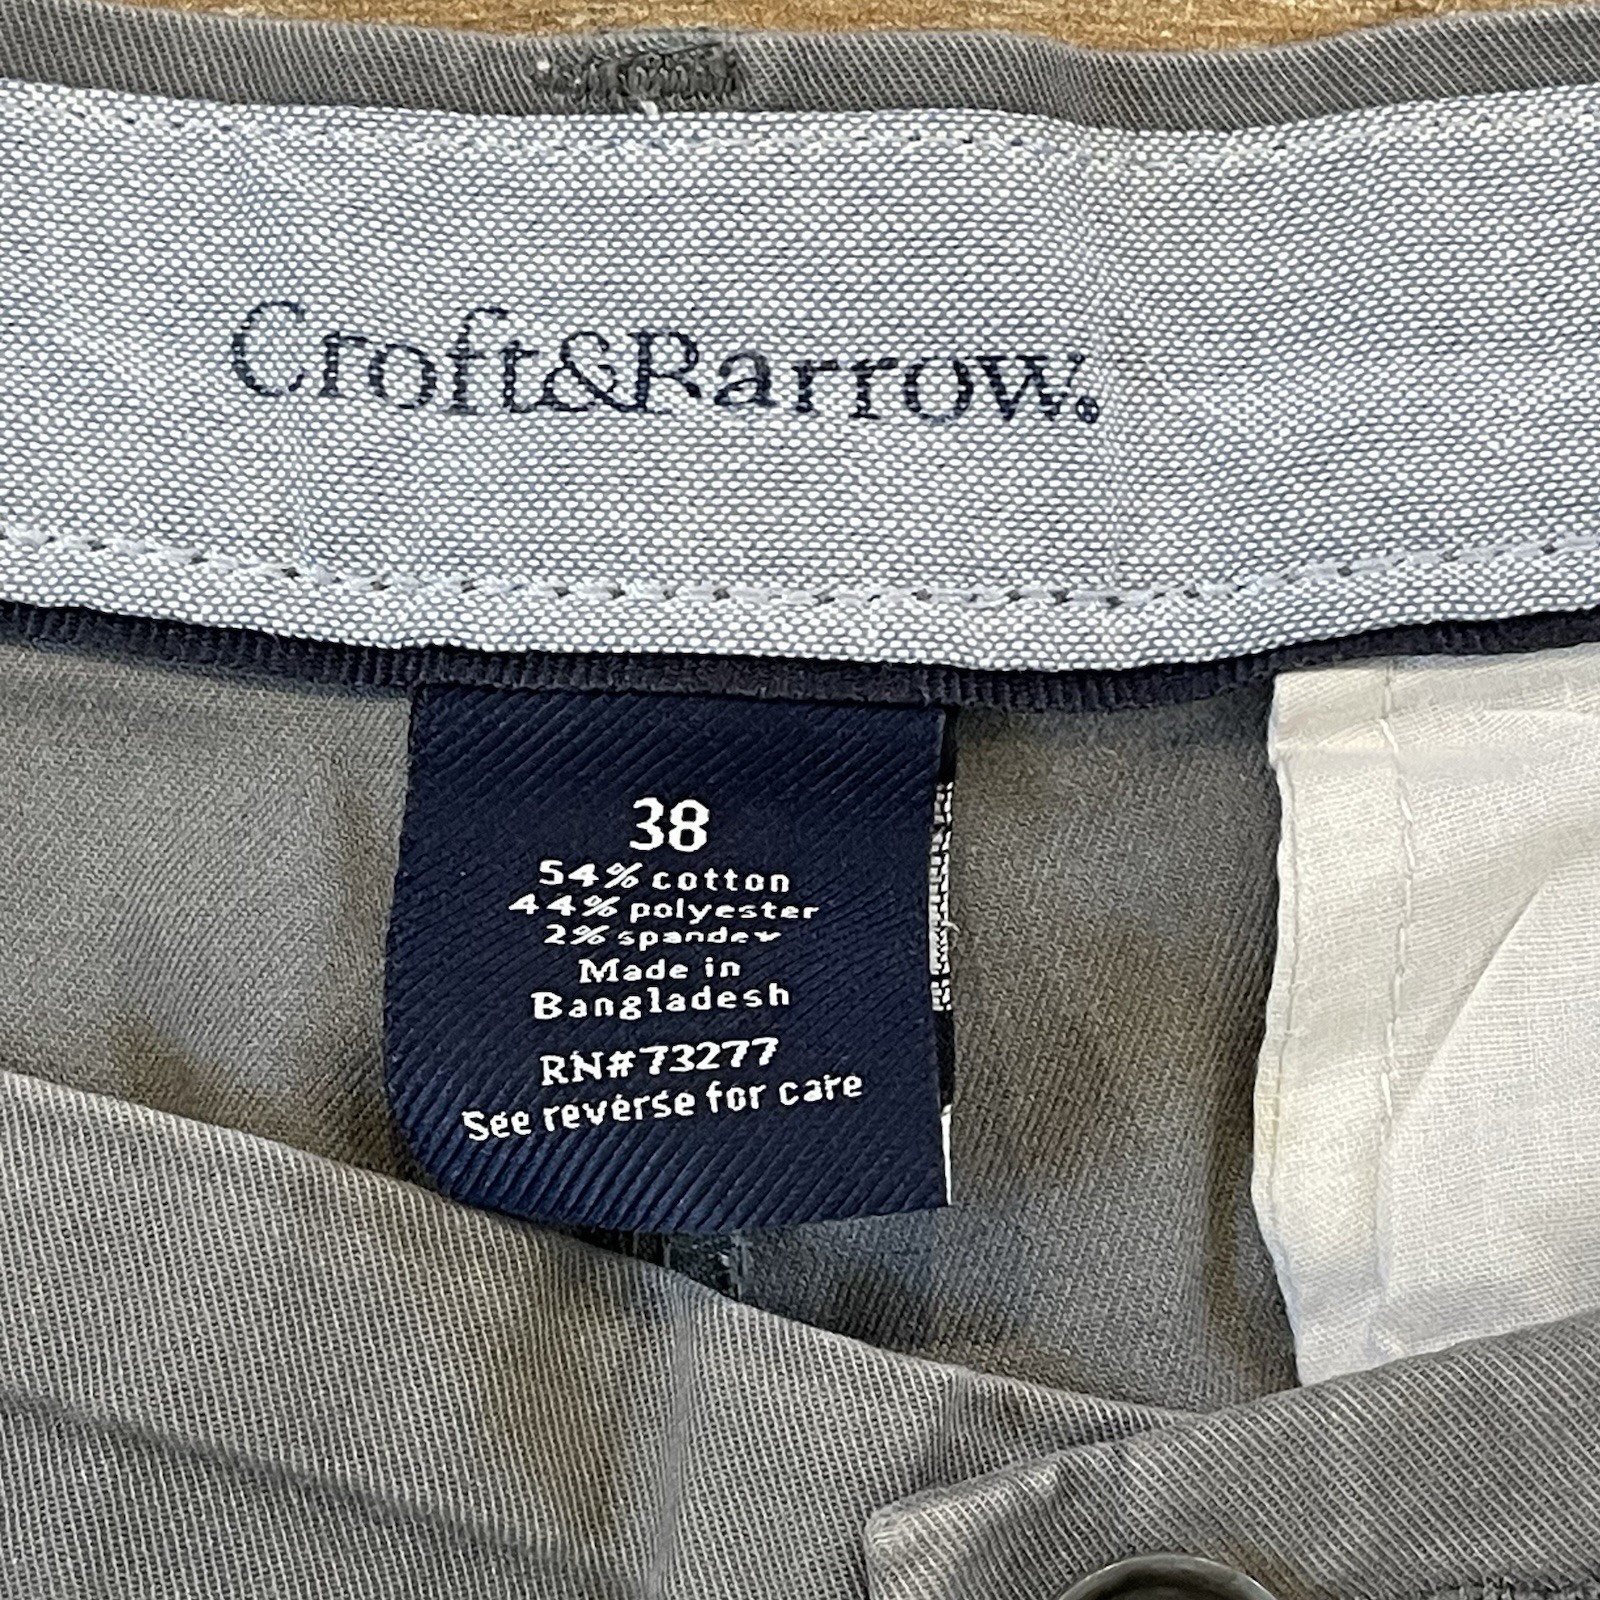 Croft&Barrow®
38
54% cotton
44% polyester
2% spandex
Made in
Bangladesh
RN#73277
See reverse for care